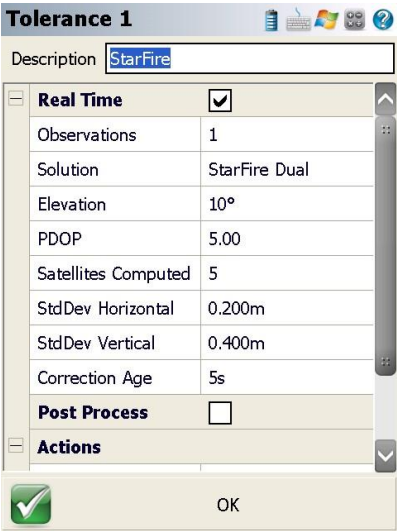 Tolerance 1
Description StarFire
Real Time
Observations 1
Solution StarFire Dual
Elevation 10°
PDOP 5.00
Satellites Computed 5
StdDev Horizontal 0.200m
StdDev Vertical 0.400m
Correction Age 5s
Post Process
Actions
OK